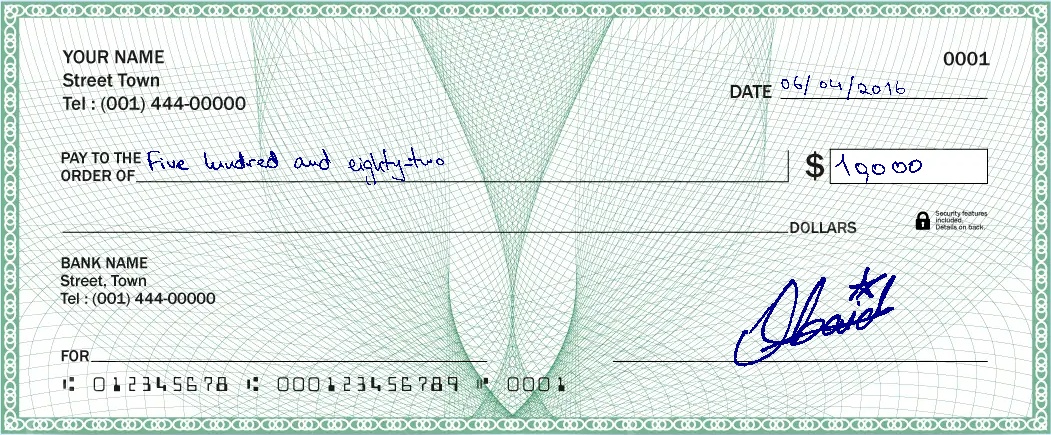 YOUR NAME
0001
Street Town
Tel : (001) 444-00000
DATE 06/04/2016
PAY TO THE ORDER OF Five hundred and eighty-two $ 10000
DOLLARS
Security features
included.
Details on back.
BANK NAME
Street, Town
Tel : (001) 444-00000
Obaid
FOR
012345678 000123456789 0001